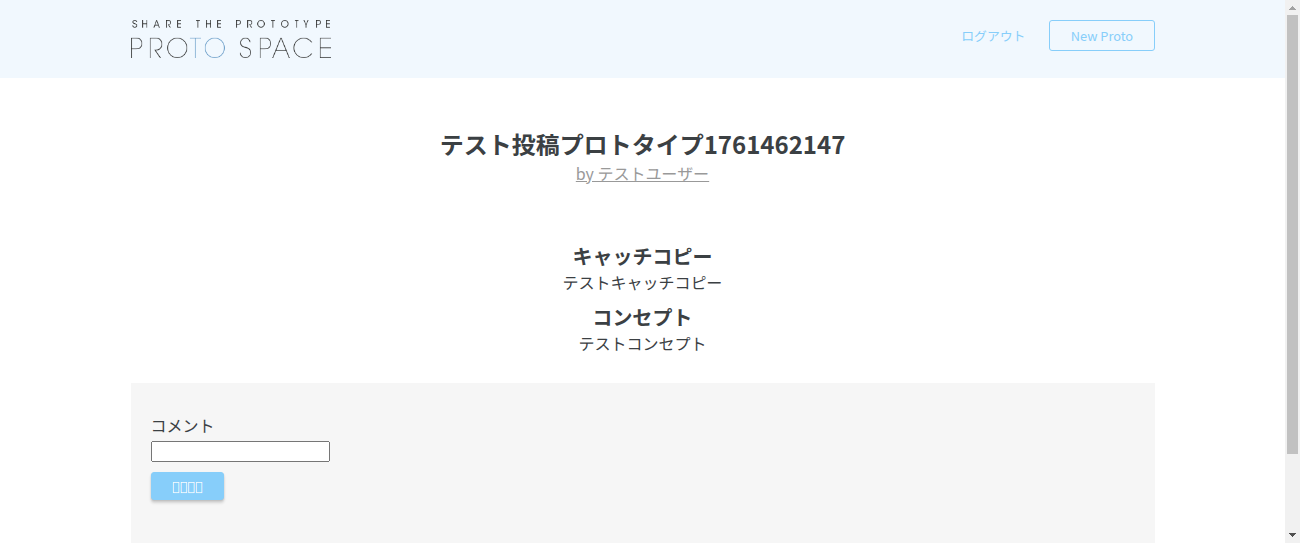 SHARE THE PROTOTYPE
PROTO SPACE
ログアウト
New Proto
テスト投稿プロトタイプ1761462147
by テストユーザー
キャッチコピー
テストキャッチコピー
コンセプト
テストコンセプト
コメント